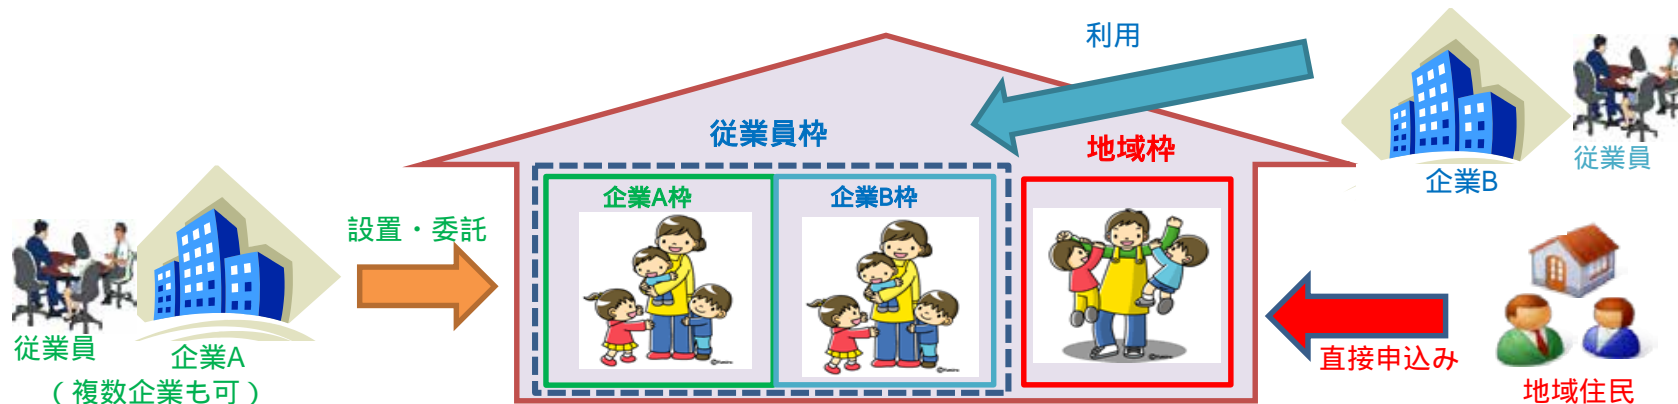 利用
従業員枠
地域枠
企業A枠
企業B枠
設置・委託
従業員
企業A
（複数企業も可）
従業員
企業B
直接申込み
地域住民